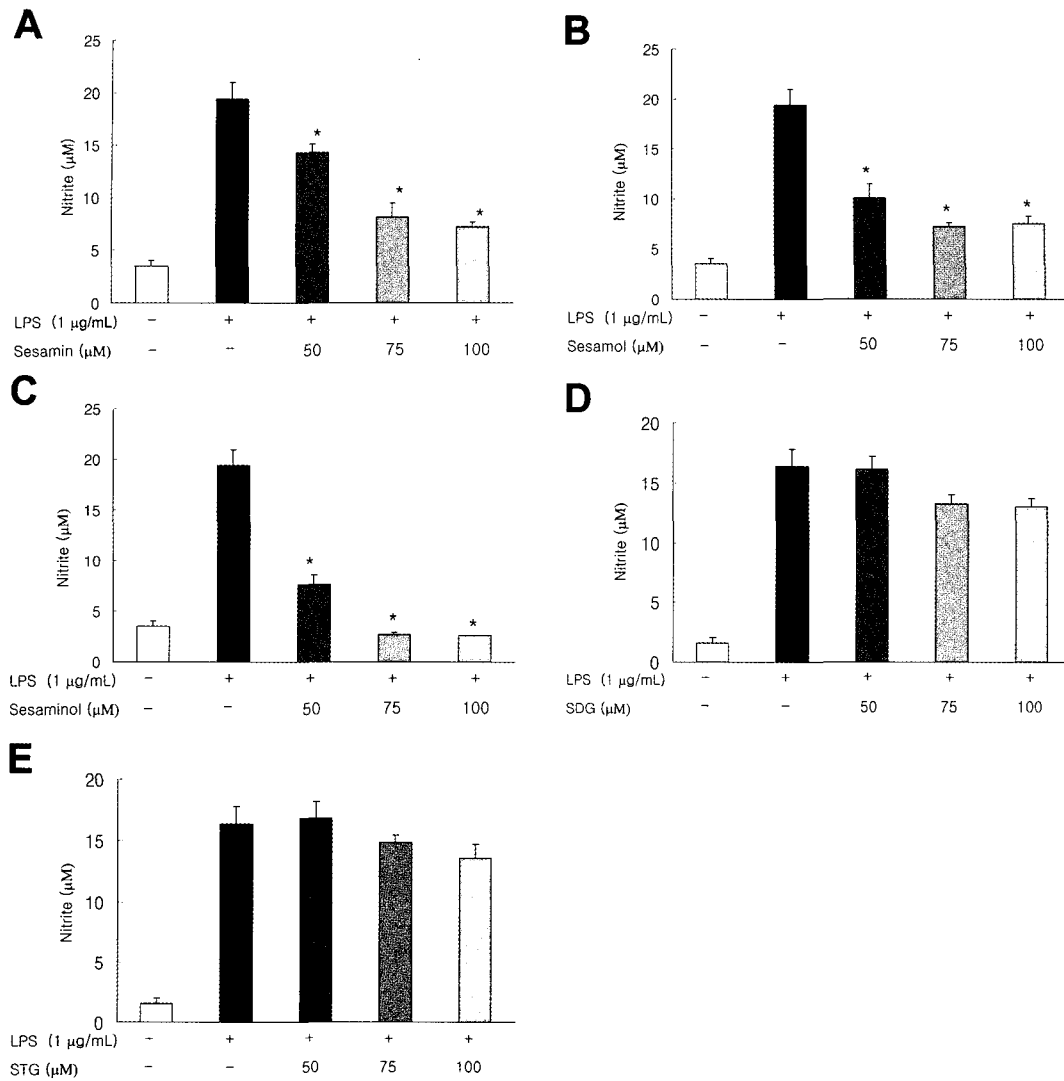 A
25
20
15
10
5
0
Nitrite (µM)
* * *
LPS (1 µg/mL) − + + + +
Sesamin (µM) − − 50 75 100
B
25
20
15
10
5
0
Nitrite (µM)
* * *
LPS (1 µg/mL) − + + + +
Sesamol (µM) − − 50 75 100
C
25
20
15
10
5
0
Nitrite (µM)
* * *
LPS (1 µg/mL) − + + + +
Sesaminol (µM) − − 50 75 100
D
20
15
10
5
0
Nitrite (µM)
LPS (1 µg/mL) − + + + +
SDG (µM) − − 50 75 100
E
20
15
10
5
0
Nitrite (µM)
LPS (1 µg/mL) − + + + +
STG (µM) − − 50 75 100